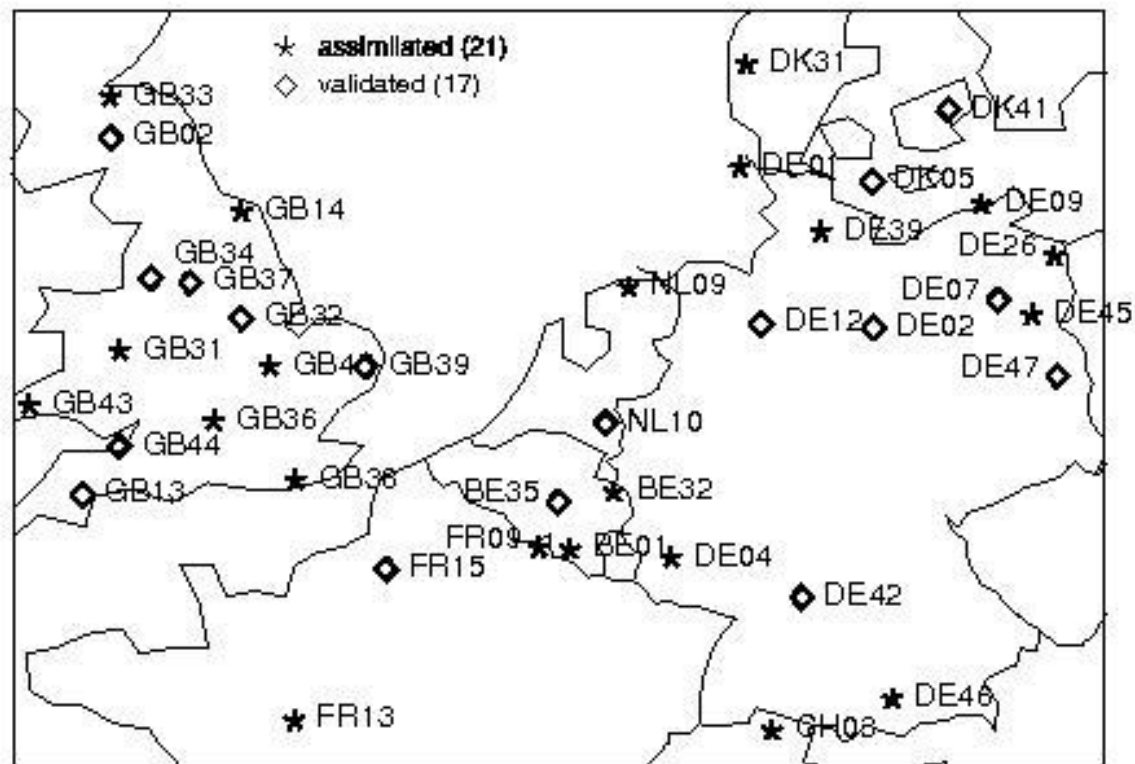 assimilated (21)
validated (17)
DK31
GB33
DK41
GB02
DE01
DK05
GB14
DE09
DE39
GB34
DE26
GB37
NL09
DE07
GB32
DE12
DE02
DE45
GB31
GB39
DE47
GB43
GB36
NL10
GB44
GB13
BE35
BE32
FR09
BE01
DE04
FR15
DE42
DE46
FR13
CH03